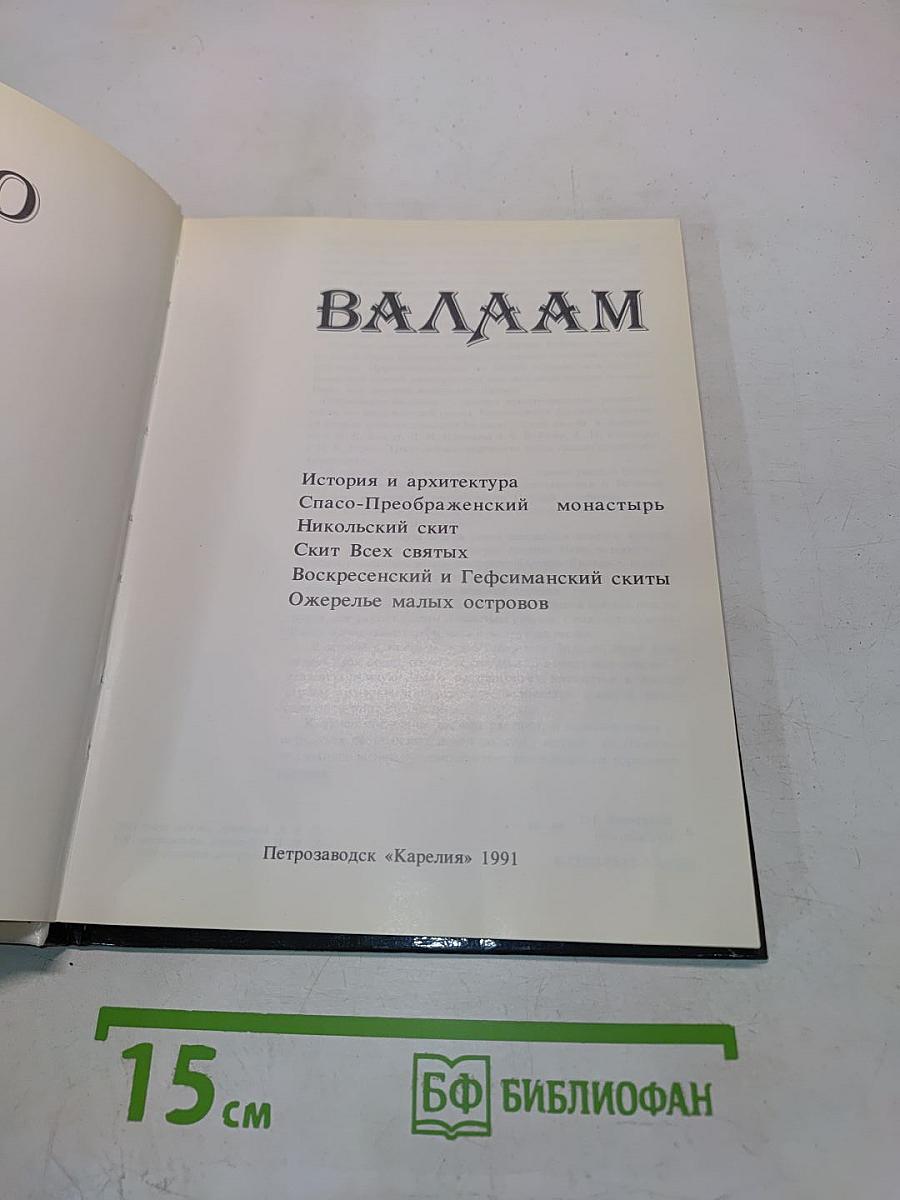 О
ВАЛААМ
История и архитектура
Спасо-Преображенский монастырь
Никольский скит
Скит Всех святых
Воскресенский и Гефсиманский скиты
Ожерелье малых островов
Петрозаводск «Карелия» 1991
15 см
БФ БИБЛИОФАН